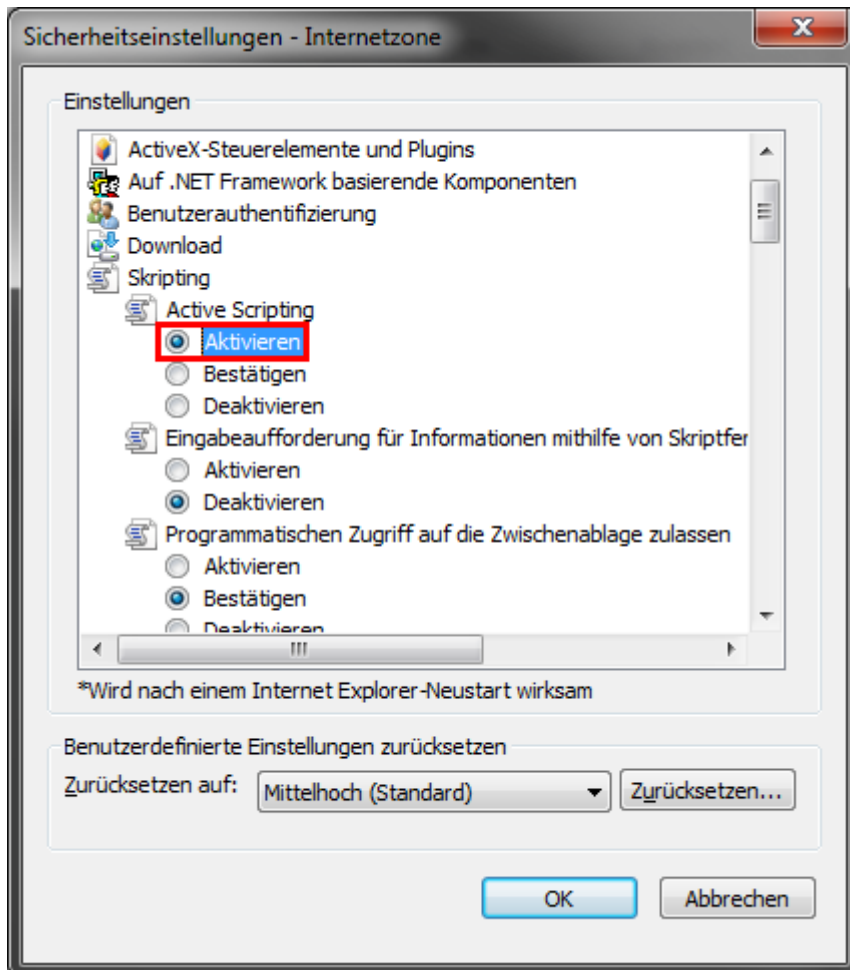 Sicherheitseinstellungen - Internetzone
Einstellungen
ActiveX-Steuerelemente und Plugins
Auf .NET Framework basierende Komponenten
Benutzerauthentifizierung
Download
Skripting
Active Scripting
Aktivieren
Bestätigen
Deaktivieren
Eingabeaufforderung für Informationen mithilfe von Skriptfer
Aktivieren
Deaktivieren
Programmatischen Zugriff auf die Zwischenablage zulassen
Aktivieren
Bestätigen
Deaktivieren
*Wird nach einem Internet Explorer-Neustart wirksam
Benutzerdefinierte Einstellungen zurücksetzen
Zurücksetzen auf: Mittelhoch (Standard) Zurücksetzen...
OK Abbrechen